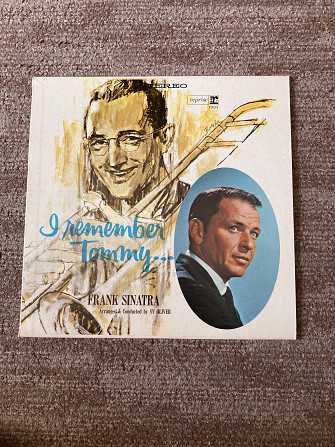 STEREO
reprise
I remember
Tommy...
FRANK SINATRA
Arranged & Conducted by SY OLIVER